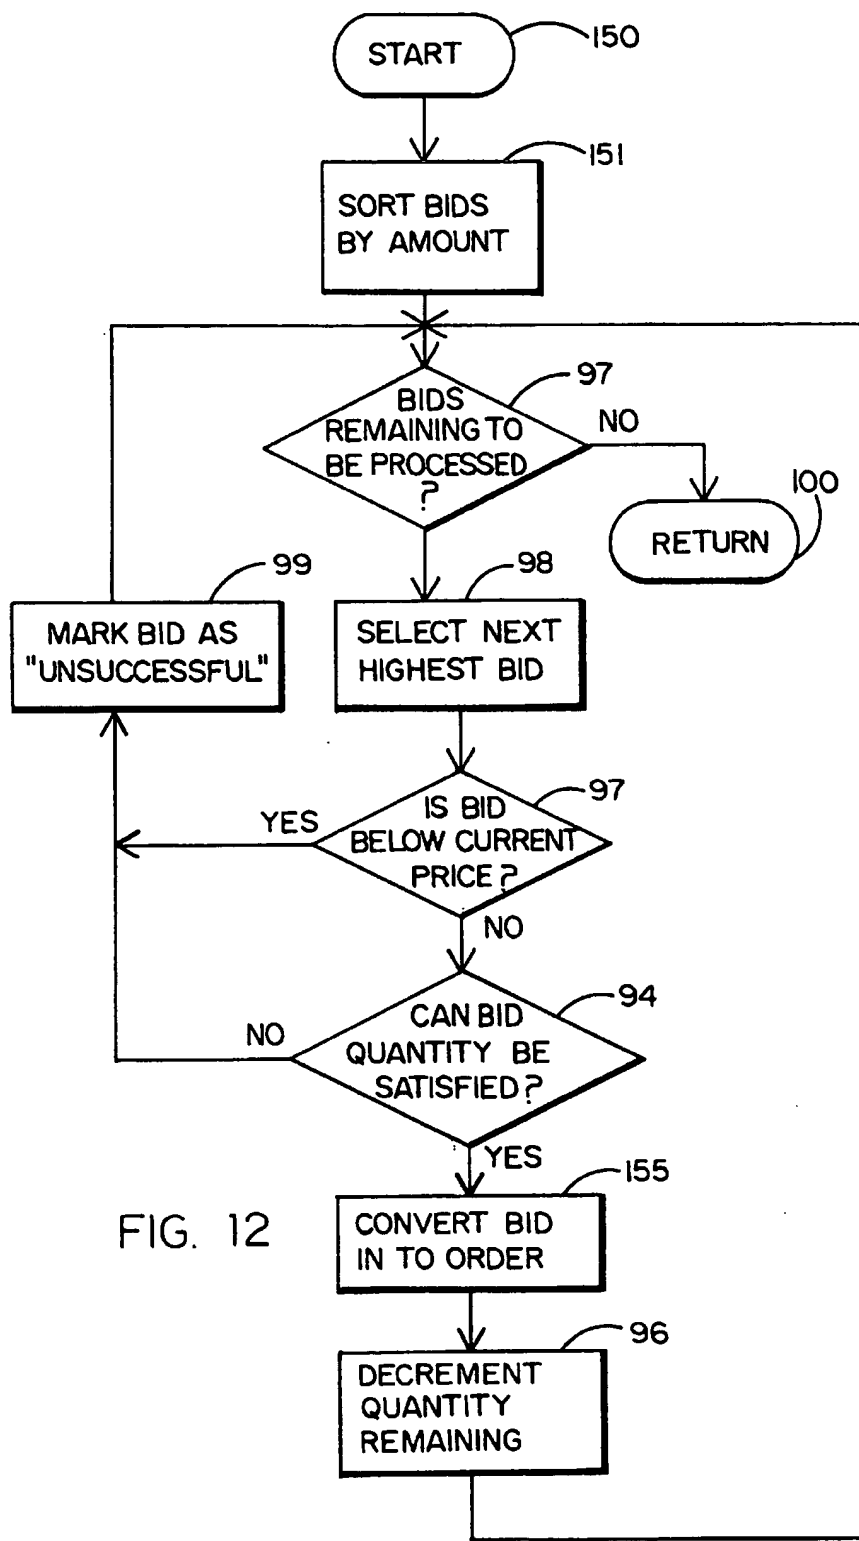 START
150
151
SORT BIDS
BY AMOUNT
97
BIDS
REMAINING TO
BE PROCESSED
?
NO
100
RETURN
99
MARK BID AS
"UNSUCCESSFUL"
98
SELECT NEXT
HIGHEST BID
97
IS BID
BELOW CURRENT
PRICE?
YES
NO
94
CAN BID
QUANTITY BE
SATISFIED?
NO
YES
155
CONVERT BID
IN TO ORDER
FIG. 12
96
DECREMENT
QUANTITY
REMAINING